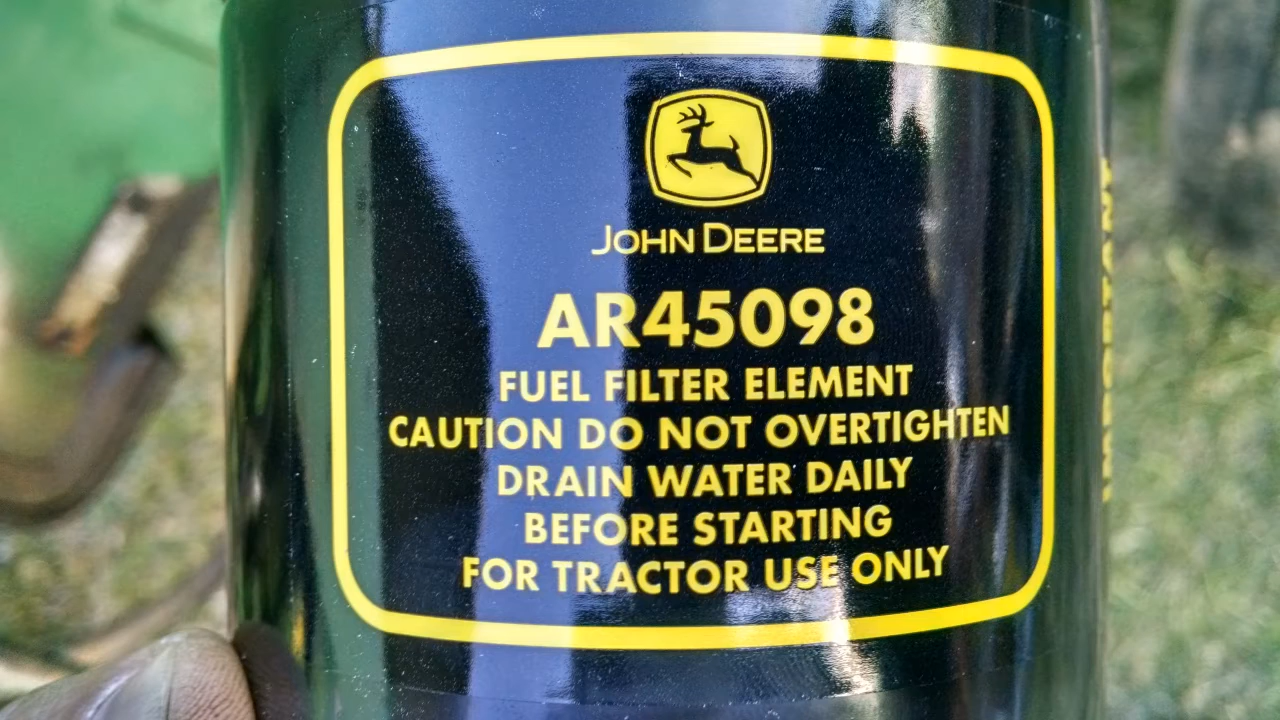 JOHN DEERE
AR45098
FUEL FILTER ELEMENT
CAUTION DO NOT OVERTIGHTEN
DRAIN WATER DAILY
BEFORE STARTING
FOR TRACTOR USE ONLY